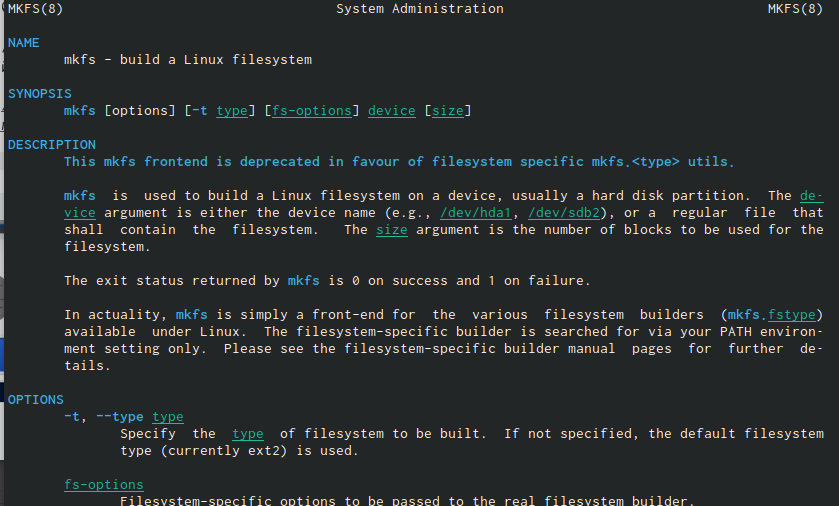 MKFS(8) System Administration MKFS(8)
NAME
mkfs - build a Linux filesystem
SYNOPSIS
mkfs [options] [-t type] [fs-options] device [size]
DESCRIPTION
This mkfs frontend is deprecated in favour of filesystem specific mkfs.<type> utils.
mkfs is used to build a Linux filesystem on a device, usually a hard disk partition. The de-
vice argument is either the device name (e.g., /dev/hda1, /dev/sdb2), or a regular file that
shall contain the filesystem. The size argument is the number of blocks to be used for the
filesystem.
The exit status returned by mkfs is 0 on success and 1 on failure.
In actuality, mkfs is simply a front-end for the various filesystem builders (mkfs.fstype)
available under Linux. The filesystem-specific builder is searched for via your PATH environ-
ment setting only. Please see the filesystem-specific builder manual pages for further de-
tails.
OPTIONS
-t, --type type
Specify the type of filesystem to be built. If not specified, the default filesystem
type (currently ext2) is used.
fs-options
Filesystem-specific options to be passed to the real filesystem builder.